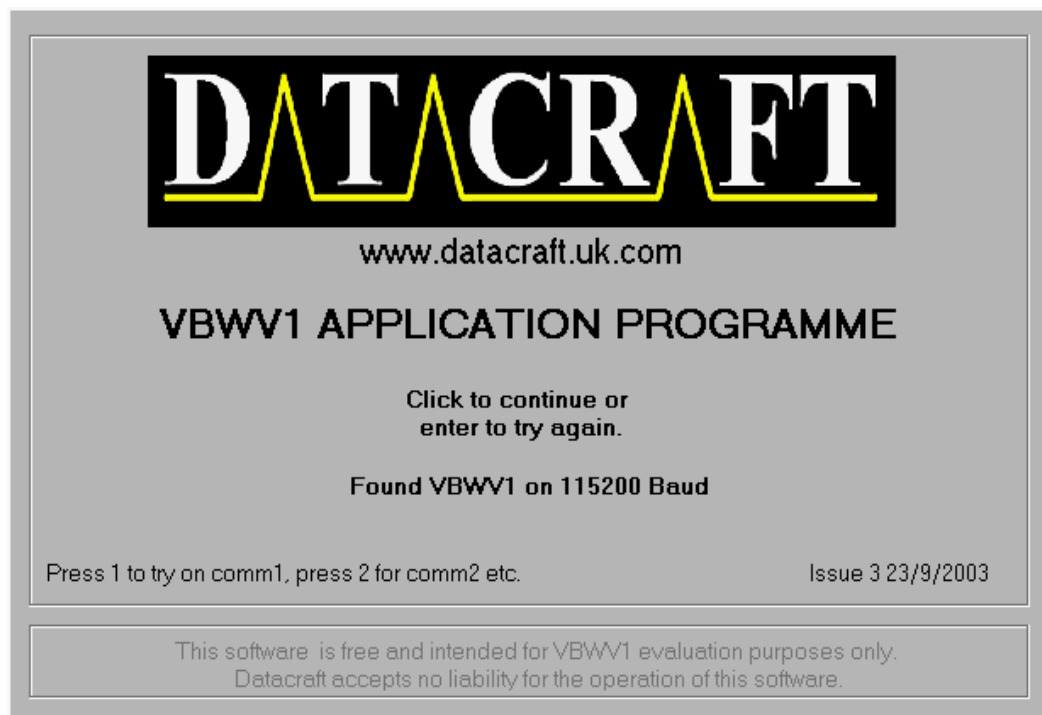 DATACRAFT
www.datacraft.uk.com
VBWV1 APPLICATION PROGRAMME
Click to continue or
enter to try again.
Found VBWV1 on 115200 Baud
Press 1 to try on comm1, press 2 for comm2 etc.
Issue 3 23/9/2003
This software is free and intended for VBWV1 evaluation purposes only.
Datacraft accepts no liability for the operation of this software.